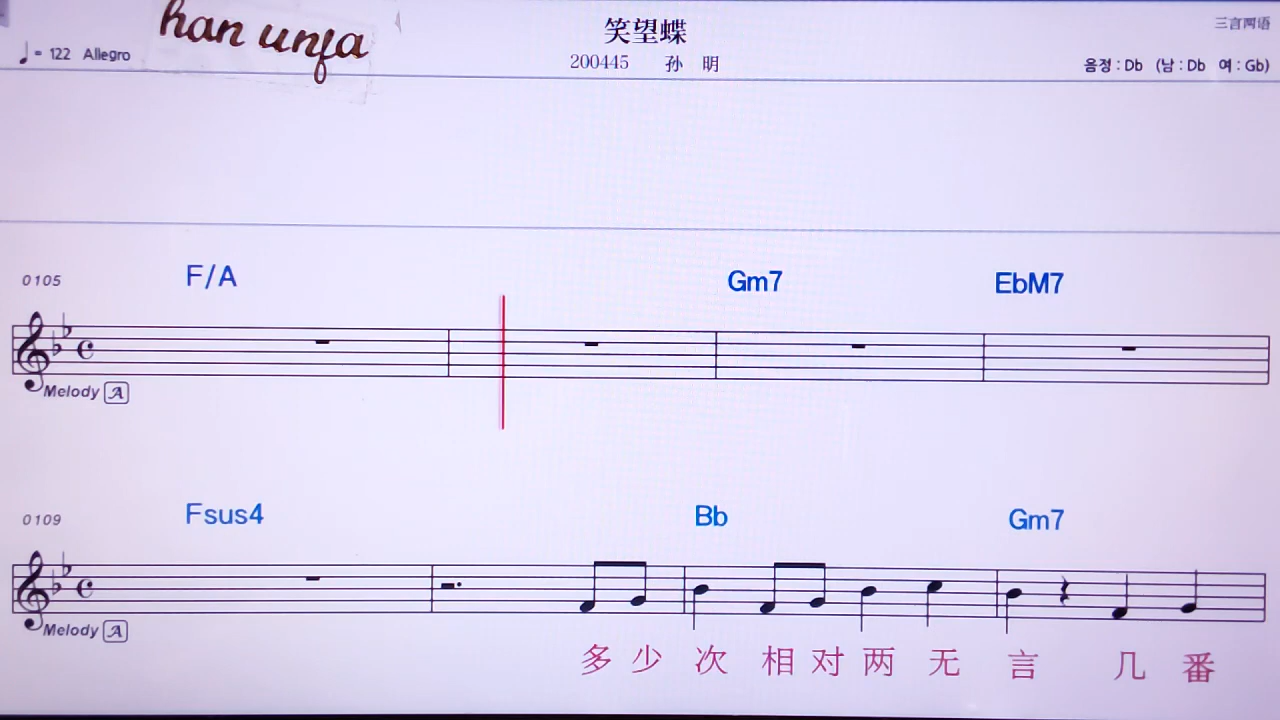 han unfa
笑望蝶
三言两语
♩= 122 Allegro
200445 孙 明
음정 : Db (남 : Db 여 : Gb)
0105 F/A Gm7 EbM7
Melody A
0109 Fsus4 Bb Gm7
Melody A
多 少 次 相 对 两 无 言 几 番